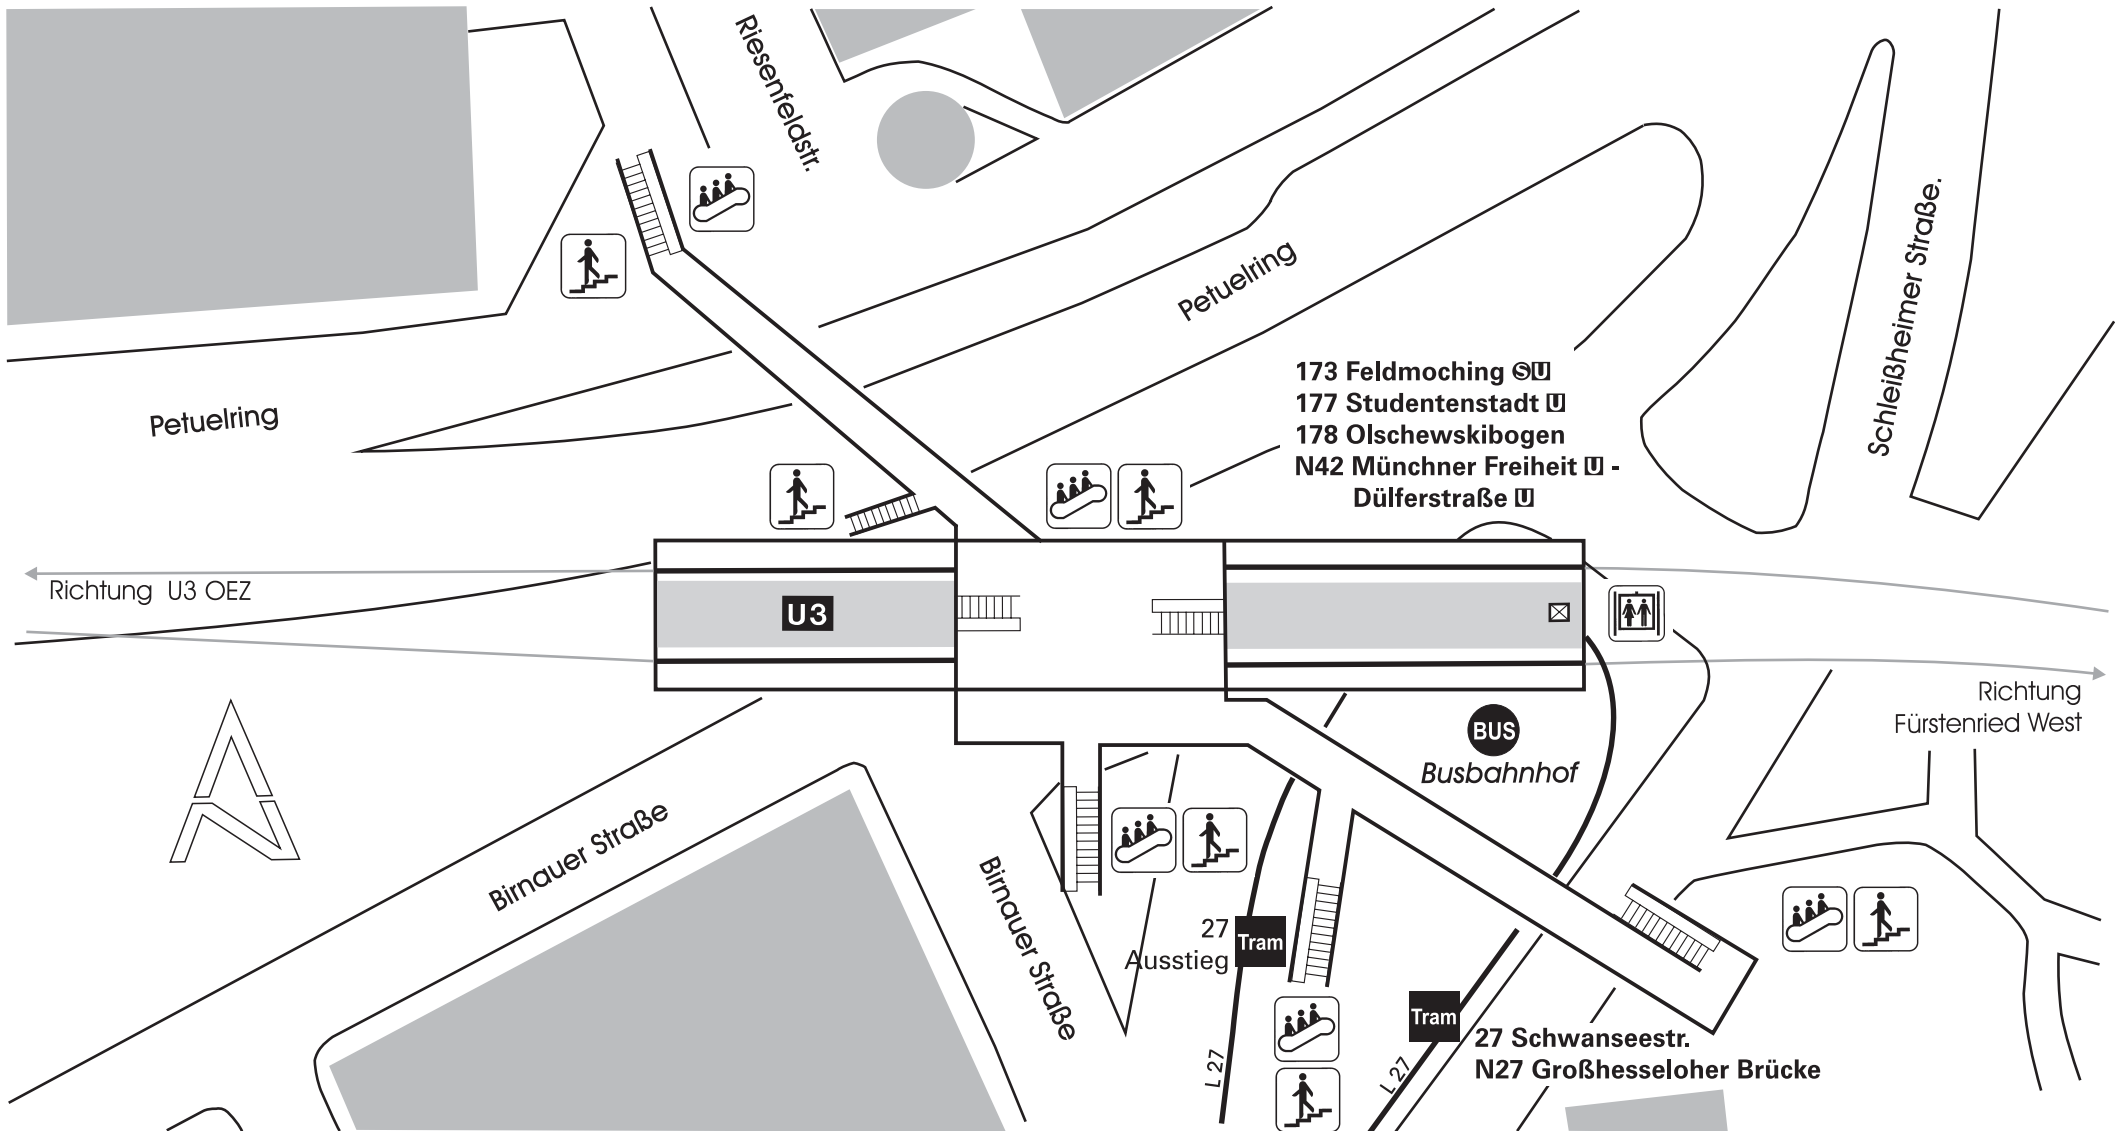 Riesenfeldstr.
Petuelring
Schleißheimer Straße.
173 Feldmoching S U
177 Studentenstadt U
178 Olschewskibogen
N42 Münchner Freiheit U -
Dülferstraße U
Petuelring
Richtung U3 OEZ
U3
Richtung
Fürstenried West
BUS
Busbahnhof
Birnauer Straße
Birnauer Straße
27
Ausstieg
Tram
Tram
27 Schwanseestr.
N27 Großhesseloher Brücke
L 27
L 27
N